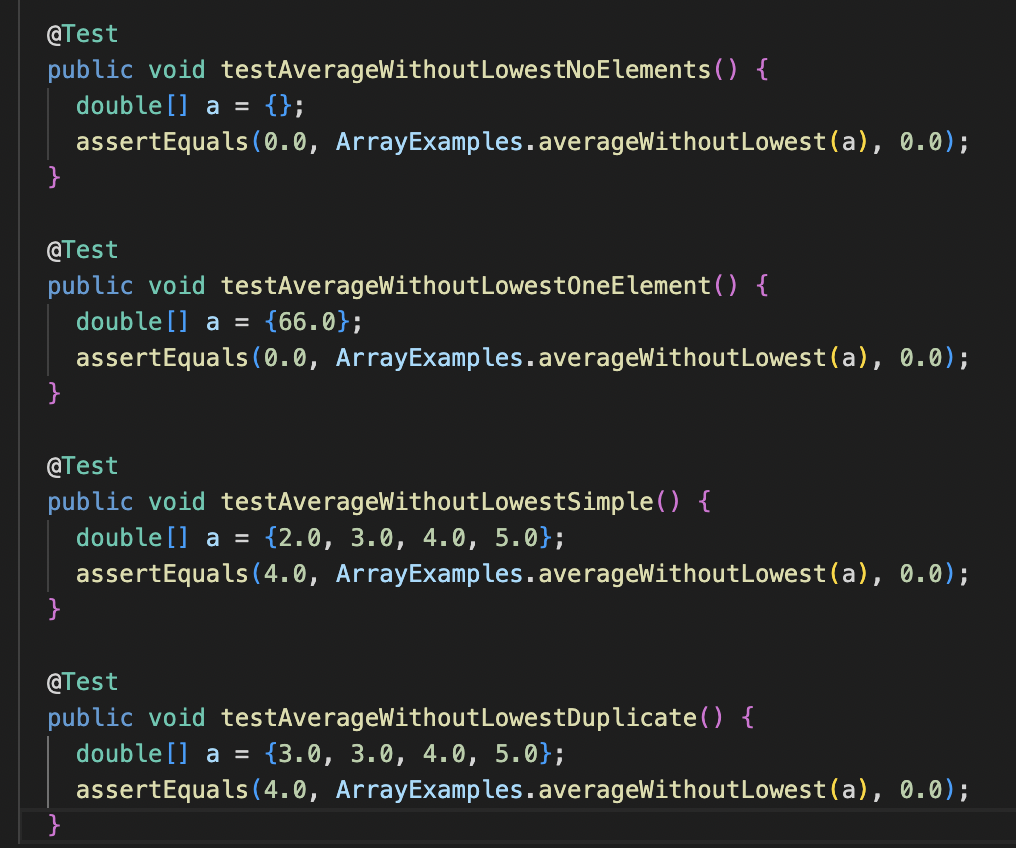 @Test
public void testAverageWithoutLowestNoElements() {
double[] a = {};
assertEquals(0.0, ArrayExamples.averageWithoutLowest(a), 0.0);
}
@Test
public void testAverageWithoutLowestOneElement() {
double[] a = {66.0};
assertEquals(0.0, ArrayExamples.averageWithoutLowest(a), 0.0);
}
@Test
public void testAverageWithoutLowestSimple() {
double[] a = {2.0, 3.0, 4.0, 5.0};
assertEquals(4.0, ArrayExamples.averageWithoutLowest(a), 0.0);
}
@Test
public void testAverageWithoutLowestDuplicate() {
double[] a = {3.0, 3.0, 4.0, 5.0};
assertEquals(4.0, ArrayExamples.averageWithoutLowest(a), 0.0);
}